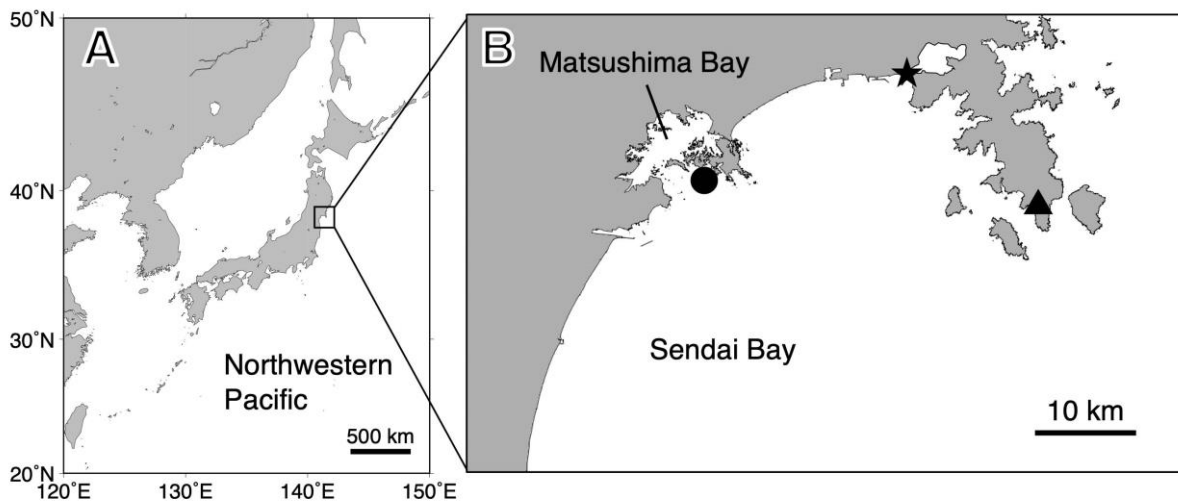 50˚N
A
40˚N
30˚N
Northwestern
Pacific
500 km
20˚N
120˚E
130˚E
140˚E
150˚E
B
Matsushima Bay
Sendai Bay
10 km